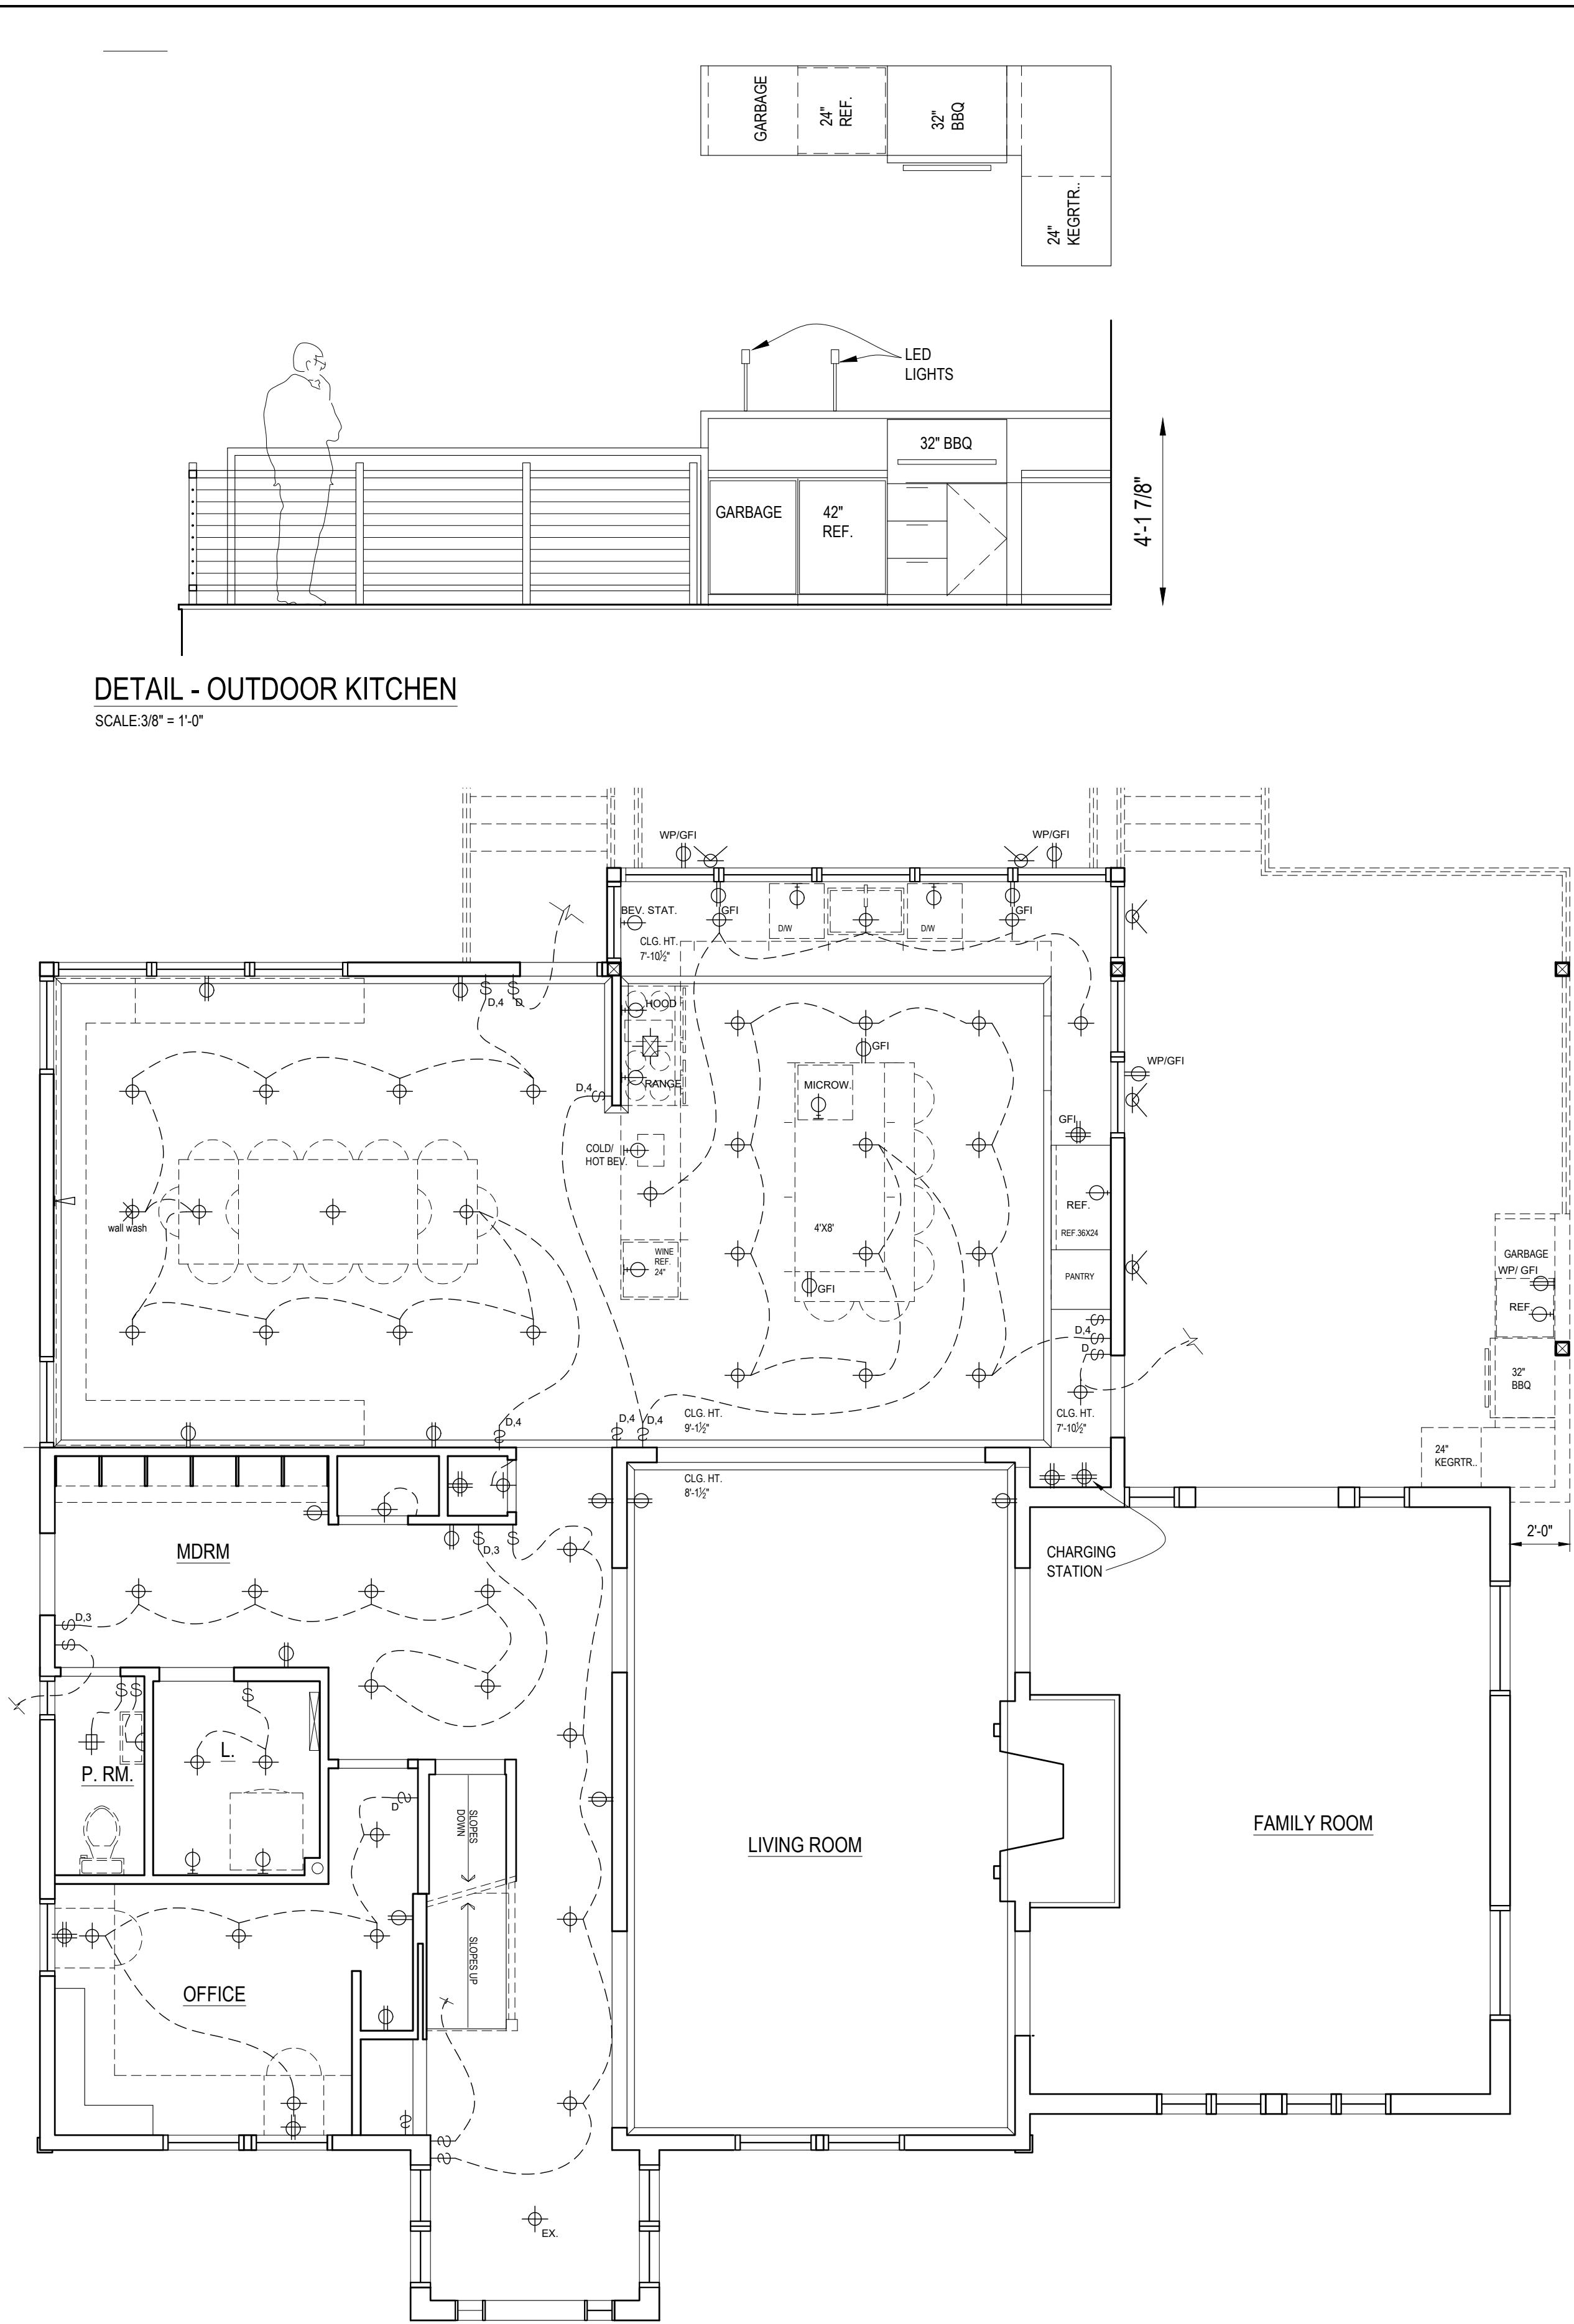 GARBAGE
24"
REF.
32"
BBQ
24"
KEGRTR..
LED
LIGHTS
32" BBQ
GARBAGE
42"
REF.
4'-1 7/8"
DETAIL - OUTDOOR KITCHEN
SCALE:3/8" = 1'-0"
WP/GFI
WP/GFI
BEV. STAT.
GFI
GFI
D/W
D/W
CLG. HT.
7'-10½"
D,4
D
HOOD
GFI
WP/GFI
RANGE
MICROW.
D,4
GFI
COLD/
HOT BEV.
REF.
wall wash
4'X8'
REF.36X24
WINE
REF.
24"
PANTRY
GARBAGE
WP/ GFI
GFI
REF.
D,4
D
32"
BBQ
D,4
D,4
D,4
CLG. HT.
9'-1½"
CLG. HT.
7'-10½"
24"
KEGRTR..
CLG. HT.
8'-1½"
2'-0"
MDRM
D,3
CHARGING
STATION
D,3
L.
P. RM.
D
SLOPES
DOWN
LIVING ROOM
FAMILY ROOM
SLOPES UP
OFFICE
EX.